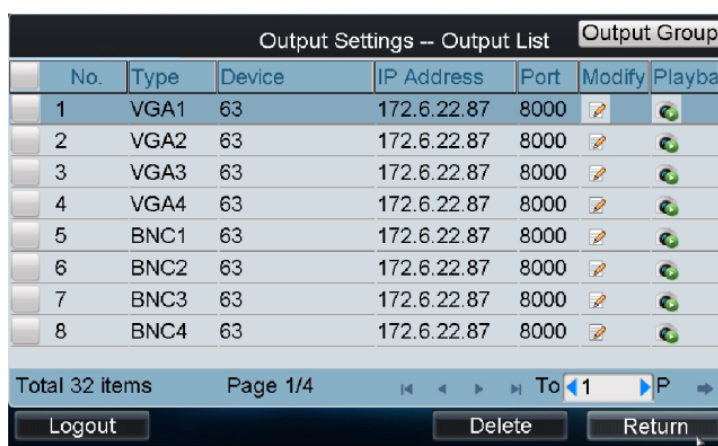 Output Settings -- Output List Output Group
No. Type Device IP Address Port Modify Playba
1 VGA1 63 172.6.22.87 8000
2 VGA2 63 172.6.22.87 8000
3 VGA3 63 172.6.22.87 8000
4 VGA4 63 172.6.22.87 8000
5 BNC1 63 172.6.22.87 8000
6 BNC2 63 172.6.22.87 8000
7 BNC3 63 172.6.22.87 8000
8 BNC4 63 172.6.22.87 8000
Total 32 items Page 1/4 To 1 P
Logout Delete Return